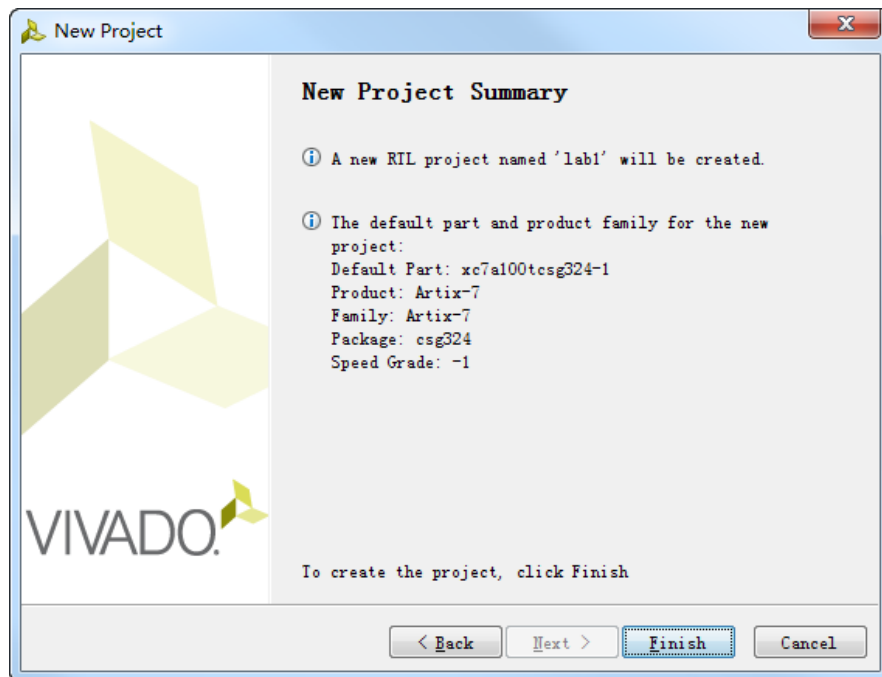 New Project
New Project Summary
A new RTL project named 'lab1' will be created.
The default part and product family for the new
project:
Default Part: xc7a100tcsg324-1
Product: Artix-7
Family: Artix-7
Package: csg324
Speed Grade: -1
VIVADO.
To create the project, click Finish
< Back Next > Finish Cancel